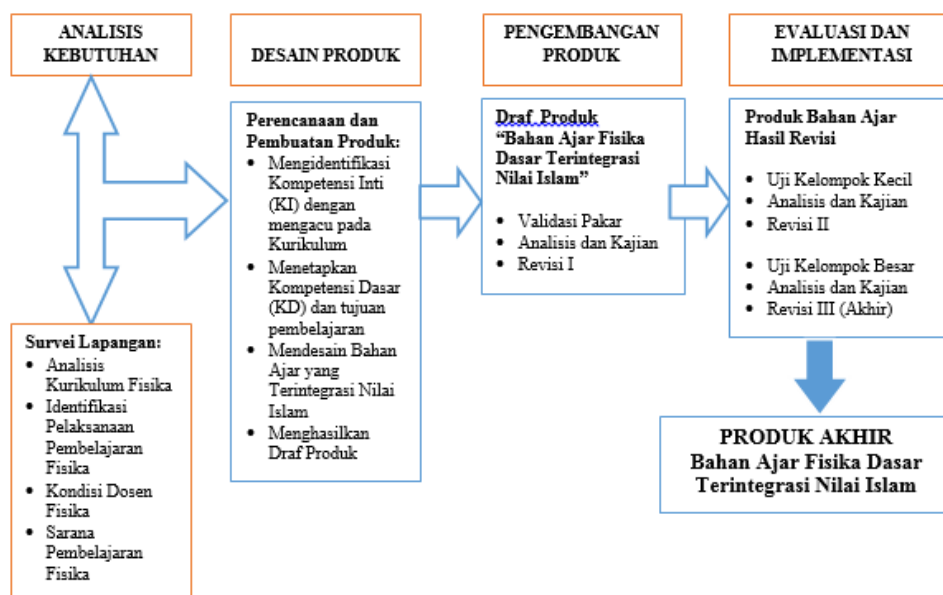 ANALISIS
KEBUTUHAN
Survei Lapangan:
• Analisis
Kurikulum Fisika
• Identifikasi
Pelaksanaan
Pembelajaran
Fisika
• Kondisi Dosen
Fisika
• Sarana
Pembelajaran
Fisika
DESAIN PRODUK
Perencanaan dan
Pembuatan Produk:
• Mengidentifikasi
Kompetensi Inti
(KI) dengan
mengacu pada
Kurikulum
• Menetapkan
Kompetensi Dasar
(KD) dan tujuan
pembelajaran
• Mendesain Bahan
Ajar yang
Terintegrasi Nilai
Islam
• Menghasilkan
Draf Produk
PENGEMBANGAN
PRODUK
Draf Produk
“Bahan Ajar Fisika
Dasar Terintegrasi
Nilai Islam”
• Validasi Pakar
• Analisis dan Kajian
• Revisi I
EVALUASI DAN
IMPLEMENTASI
Produk Bahan Ajar
Hasil Revisi
• Uji Kelompok Kecil
• Analisis dan Kajian
• Revisi II
• Uji Kelompok Besar
• Analisis dan Kajian
• Revisi III (Akhir)
PRODUK AKHIR
Bahan Ajar Fisika Dasar
Terintegrasi Nilai Islam